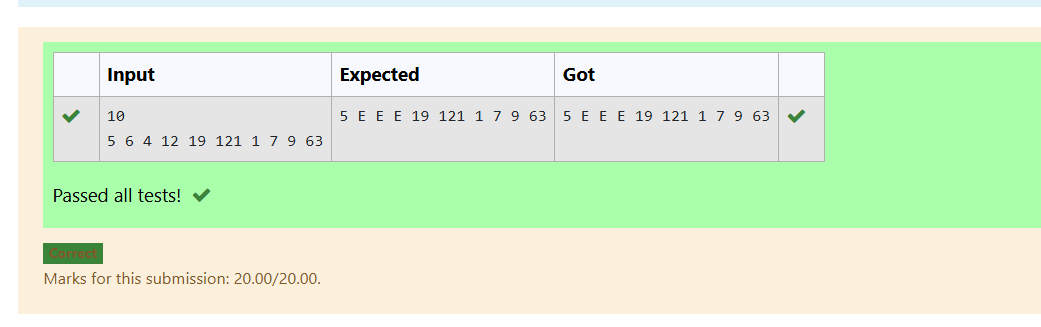 Input Expected Got
10 5 E E E 19 121 1 7 9 63 5 E E E 19 121 1 7 9 63
5 6 4 12 19 121 1 7 9 63
Passed all tests!
Correct
Marks for this submission: 20.00/20.00.